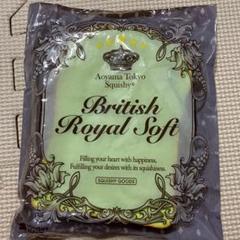 Aoyama Tokyo
Squishy®
British
Royal Soft
Filling your heart with happiness,
Fulfilling your desires with its squishiness.
SQUISHY GOODS